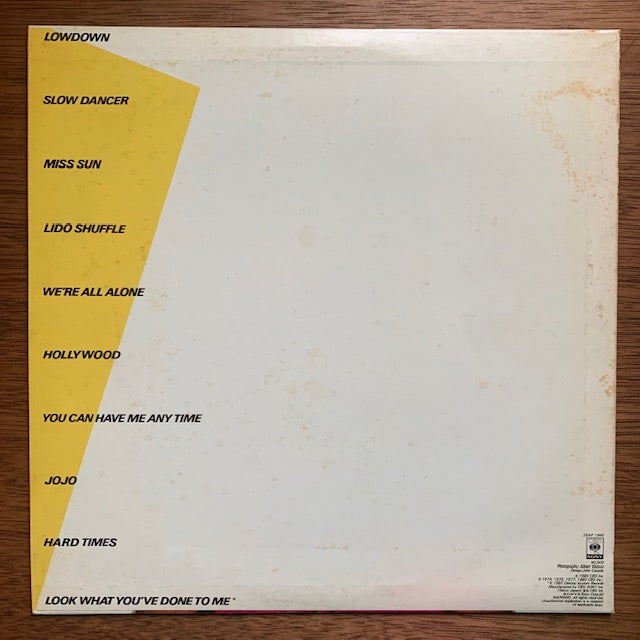 LOWDOWN
SLOW DANCER
MISS SUN
LIDO SHUFFLE
WE'RE ALL ALONE
HOLLYWOOD
YOU CAN HAVE ME ANY TIME
JOJO
HARD TIMES
LOOK WHAT YOU'VE DONE TO ME*
SONY